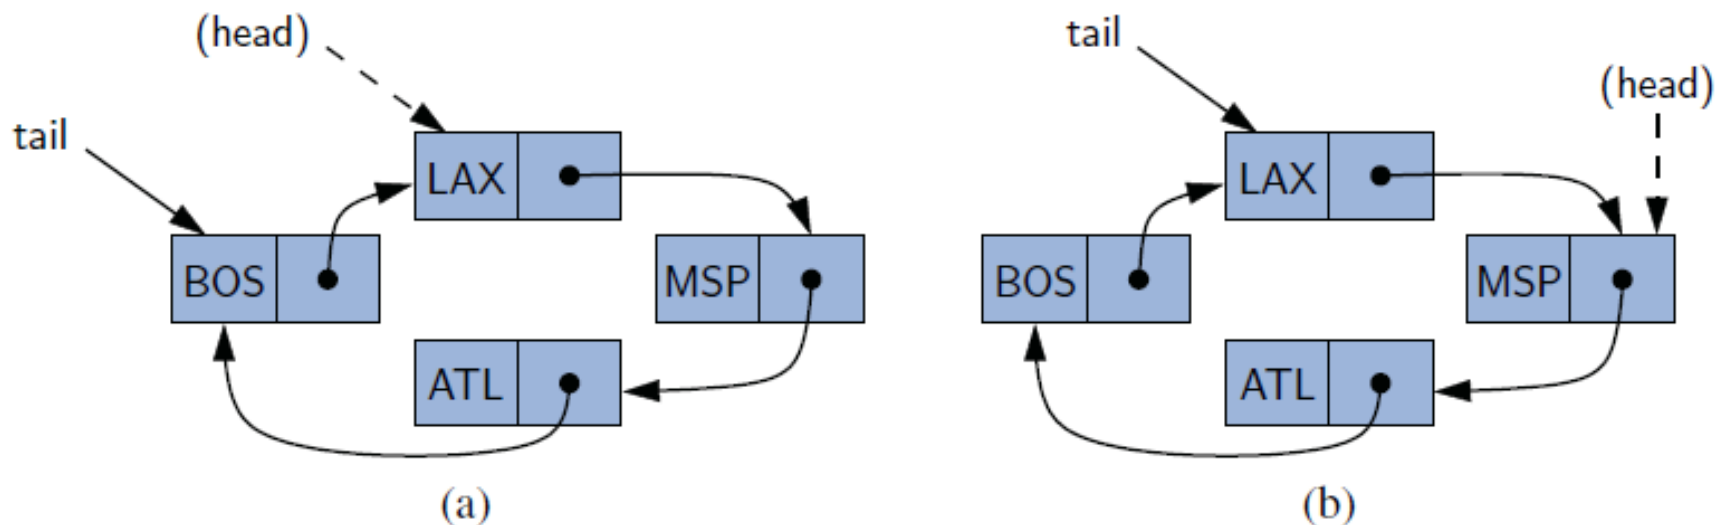 (head)
tail
LAX
BOS
MSP
ATL
(a)
tail
(head)
LAX
BOS
MSP
ATL
(b)